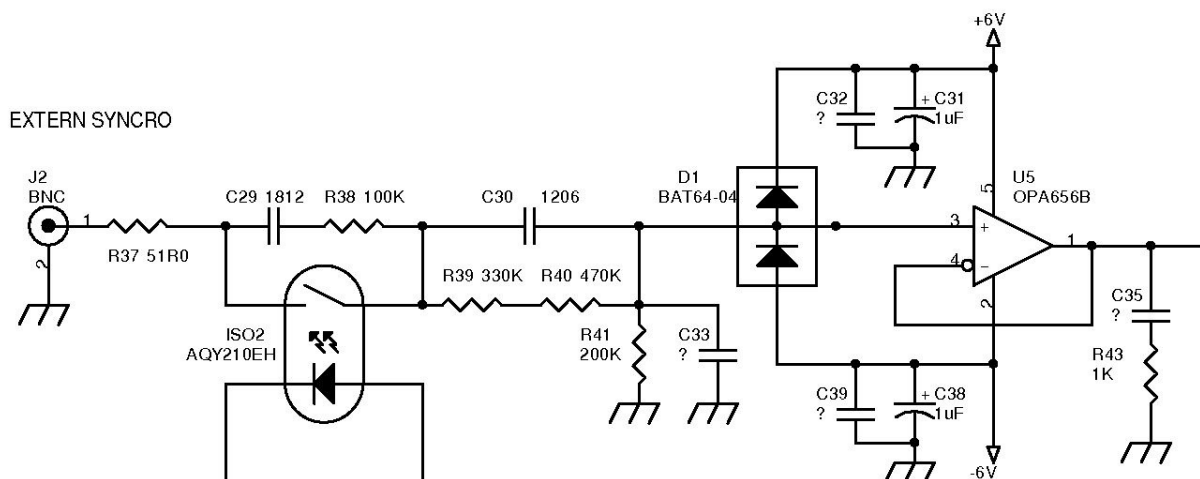 +6V
EXTERN SYNCRO
C32
?
+ C31
1uF
J2
BNC
1
2
C29 1812
R38 100K
C30
1206
D1
BAT64-04
5
U5
OPA656B
R37 51R0
3
+
1
4
-
2
R39 330K
R40 470K
C35
?
ISO2
AQY210EH
R41
200K
C33
?
R43
1K
C39
?
+ C38
1uF
-6V